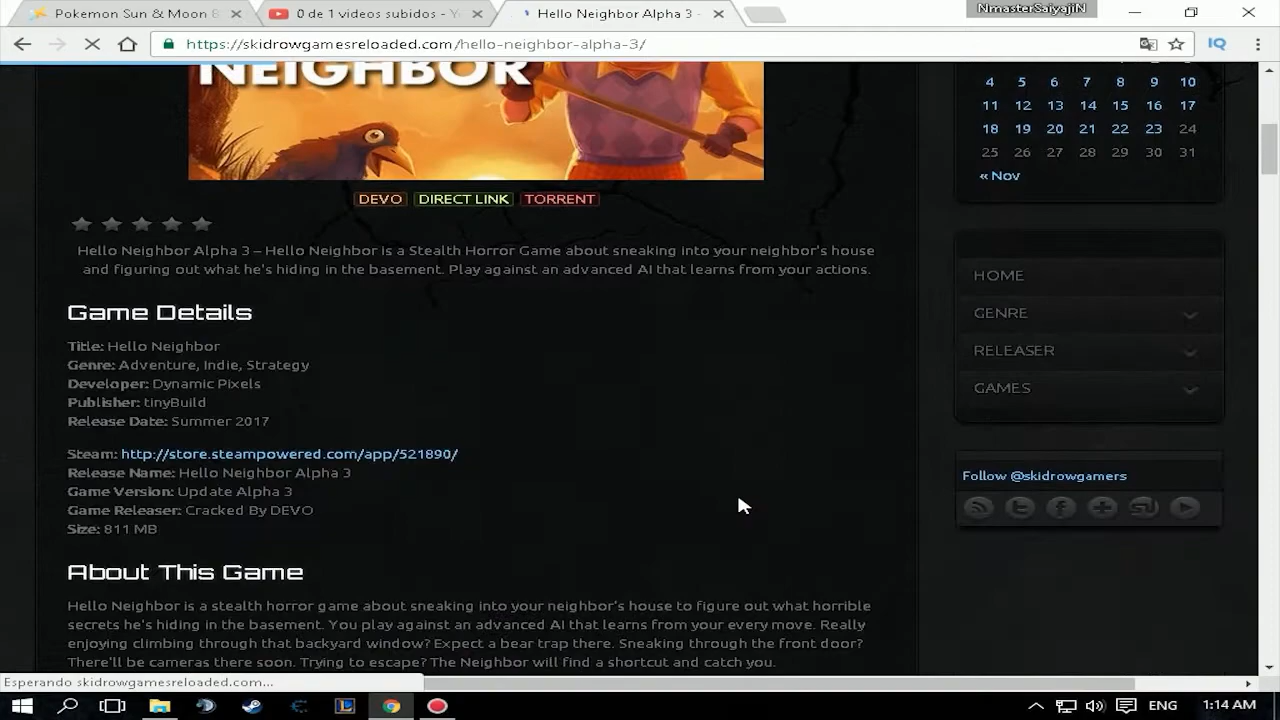 NmasterSaiyajiN
Pokemon Sun & Moon B
0 de 1 videos subidos - Y
Hello Neighbor Alpha 3 -
https://skidrowgamesreloaded.com/hello-neighbor-alpha-3/
IQ
NEIGHBOR
4 5 6 7 8 9 10
11 12 13 14 15 16 17
18 19 20 21 22 23 24
25 26 27 28 29 30 31
« Nov
DEVO DIRECT LINK TORRENT
Hello Neighbor Alpha 3 – Hello Neighbor is a Stealth Horror Game about sneaking into your neighbor's house
and figuring out what he's hiding in the basement. Play against an advanced AI that learns from your actions.
HOME
GENRE
RELEASER
GAMES
Game Details
Title: Hello Neighbor
Genre: Adventure, Indie, Strategy
Developer: Dynamic Pixels
Publisher: tinyBuild
Release Date: Summer 2017
Steam: http://store.steampowered.com/app/521890/
Release Name: Hello Neighbor Alpha 3
Game Version: Update Alpha 3
Game Releaser: Cracked By DEVO
Size: 811 MB
Follow @skidrowgamers
About This Game
Hello Neighbor is a stealth horror game about sneaking into your neighbor's house to figure out what horrible
secrets he's hiding in the basement. You play against an advanced AI that learns from your every move. Really
enjoying climbing through that backyard window? Expect a bear trap there. Sneaking through the front door?
There'll be cameras there soon. Trying to escape? The Neighbor will find a shortcut and catch you.
Esperando skidrowgamesreloaded.com...
ENG
1:14 AM